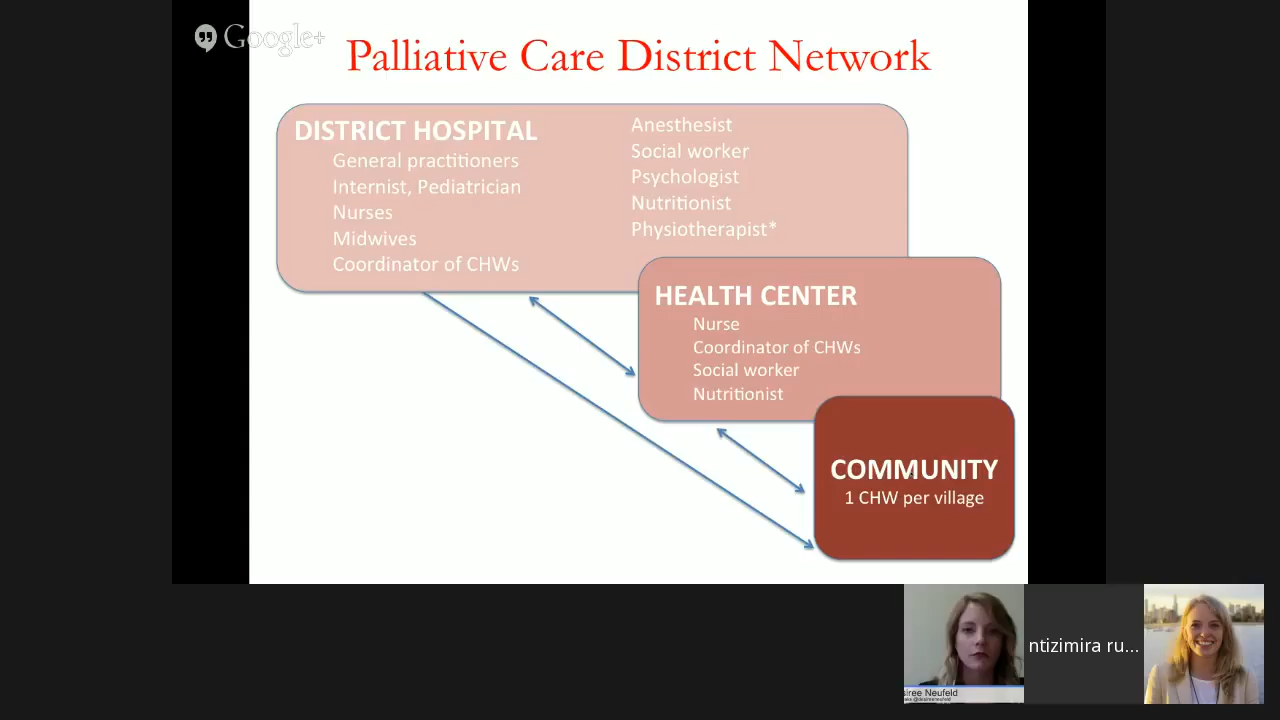 Google+
Palliative Care District Network
DISTRICT HOSPITAL
General practitioners
Internist, Pediatrician
Nurses
Midwives
Coordinator of CHWs
Anesthesist
Social worker
Psychologist
Nutritionist
Physiotherapist*
HEALTH CENTER
Nurse
Coordinator of CHWs
Social worker
Nutritionist
COMMUNITY
1 CHW per village
siree Neufeld
ntizimira ru...